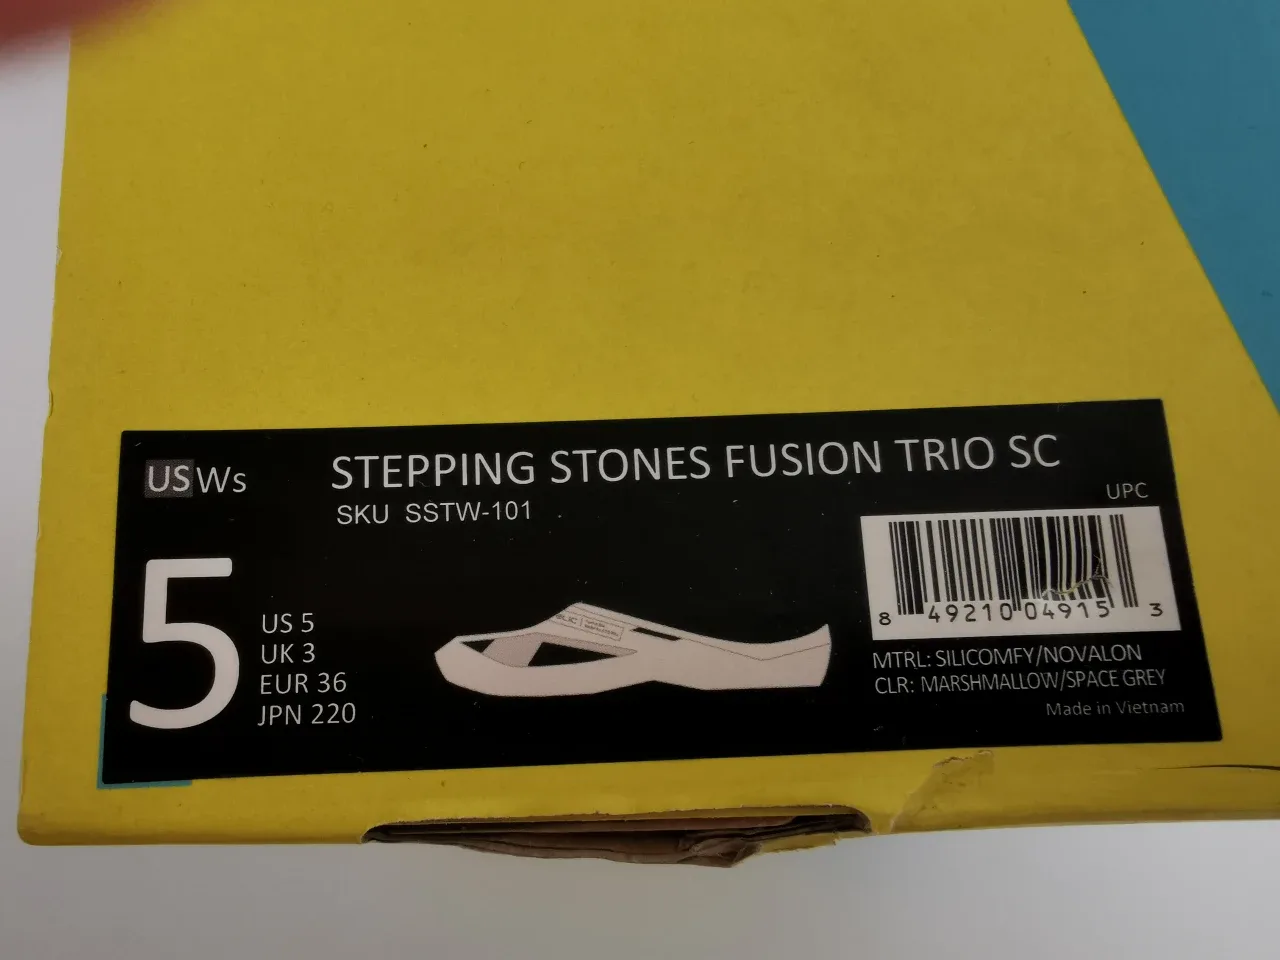 US Ws
STEPPING STONES FUSION TRIO SC
SKU SSTW-101
UPC
5
US 5
UK 3
EUR 36
JPN 220
8 49210 04915 3
MTRL: SILICOMFY/NOVALON
CLR: MARSHMALLOW/SPACE GREY
Made in Vietnam